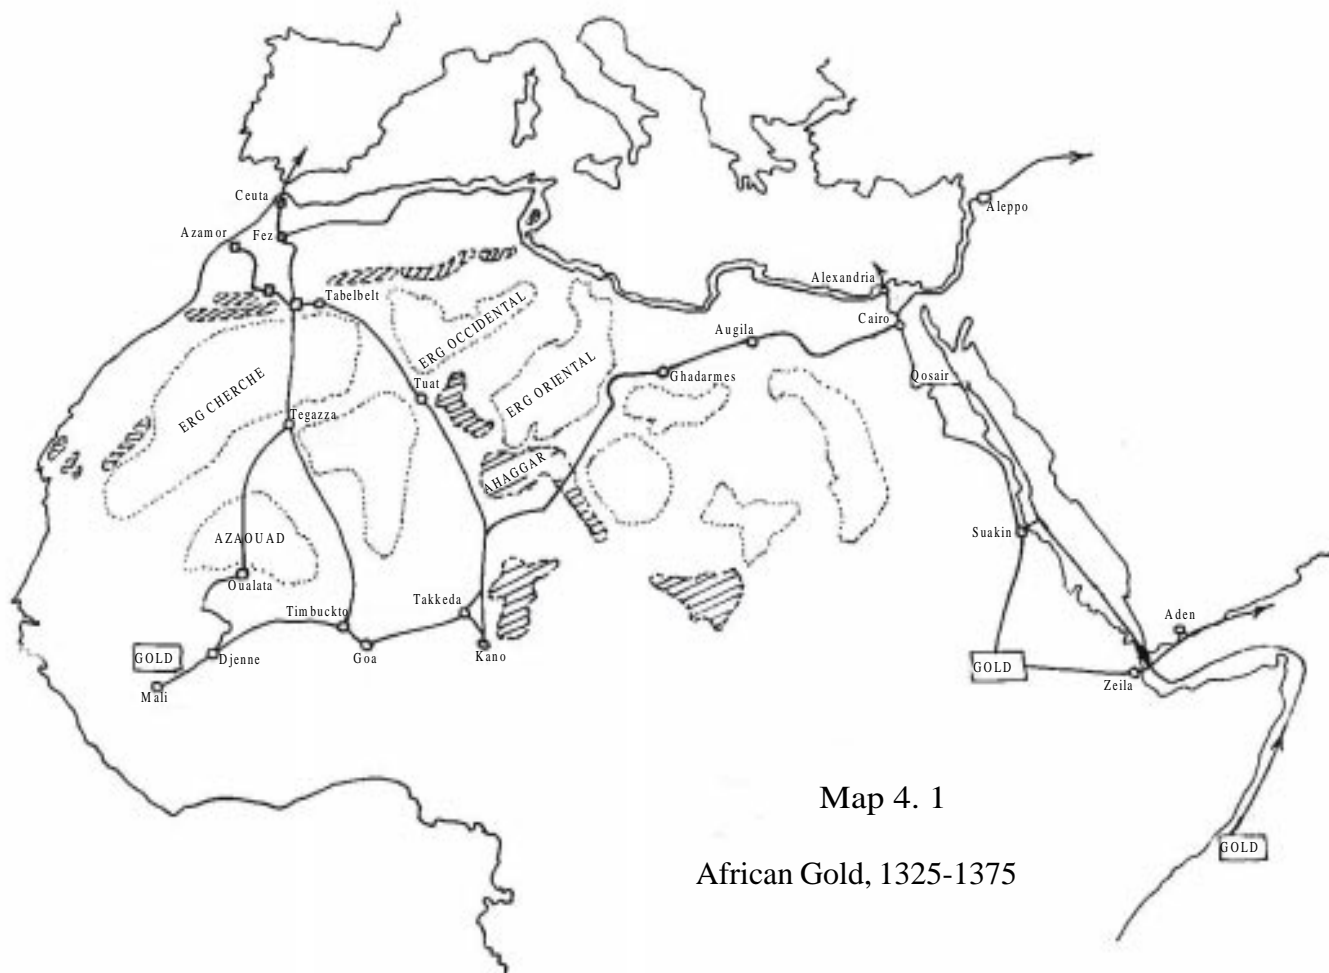 Ceuta
Azamor
Fez
Aleppo
Alexandria
Tabelbelt
Cairo
ERG OCCIDENTAL
Augila
Ghadarmes
Qosair
ERG CHERCHE
Tuat
ERG ORIENTAL
Tegazza
AHAGGAR
AZAOUAD
Suakin
Oualata
Takkeda
Timbuckto
Aden
GOLD
Djenne
Goa
Kano
GOLD
Zeila
Mali
Map 4. 1
GOLD
African Gold, 1325-1375